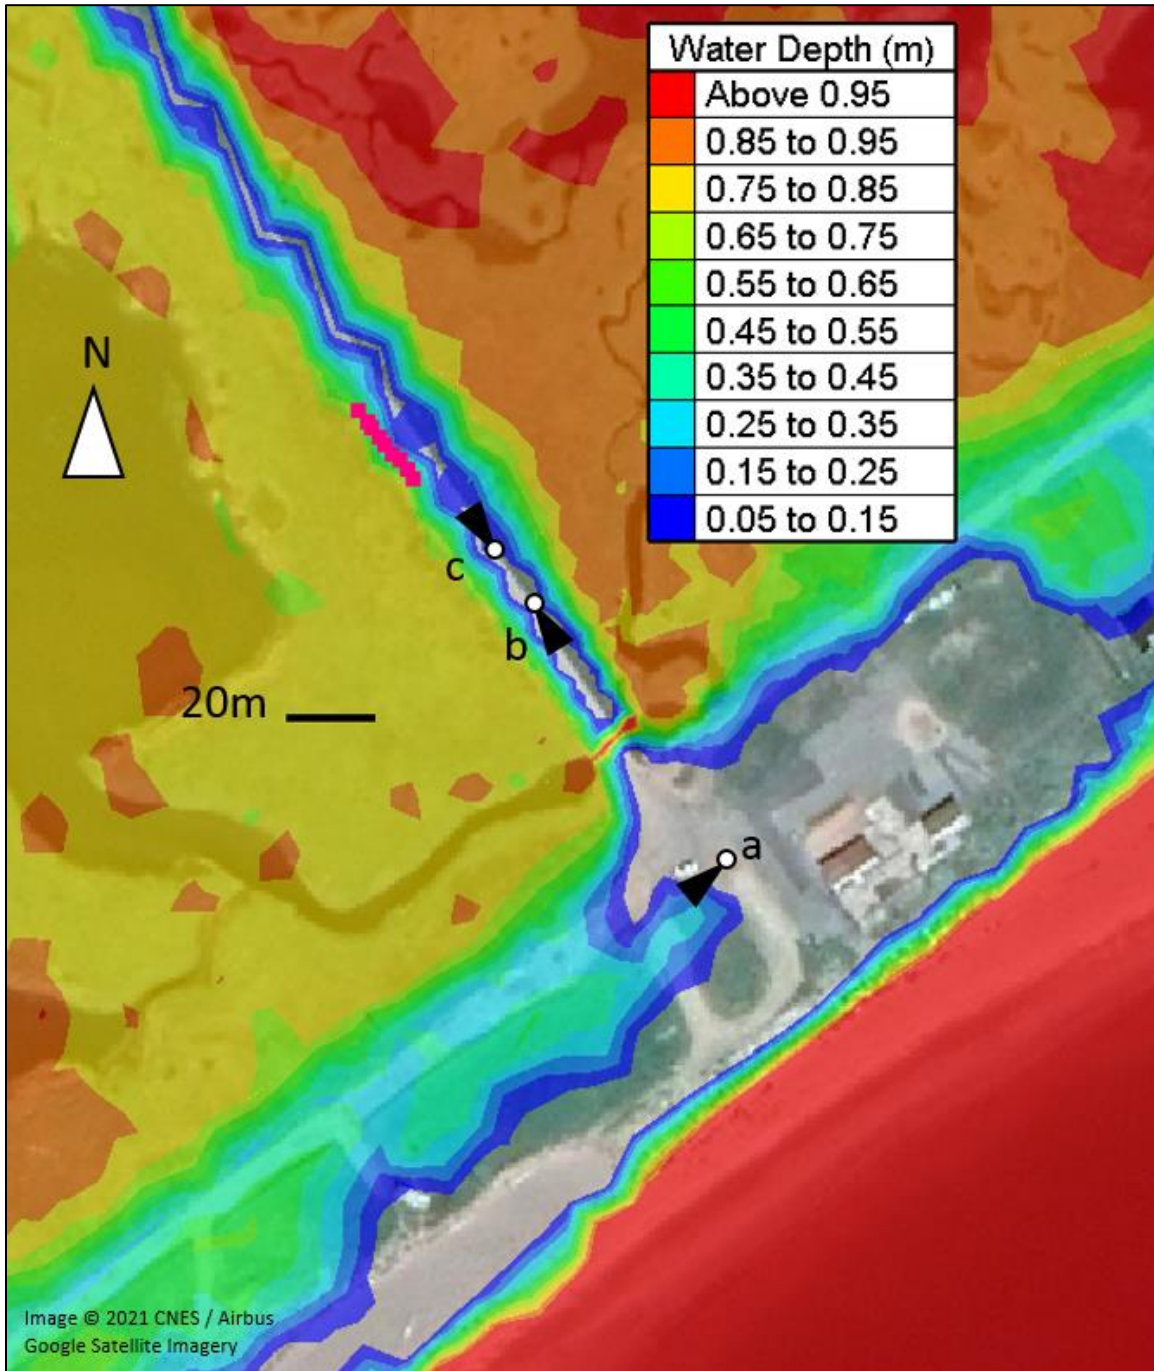 Water Depth (m)
Above 0.95
0.85 to 0.95
0.75 to 0.85
0.65 to 0.75
0.55 to 0.65
0.45 to 0.55
0.35 to 0.45
0.25 to 0.35
0.15 to 0.25
0.05 to 0.15
N
c
b
20m
a
Image © 2021 CNES / Airbus
Google Satellite Imagery